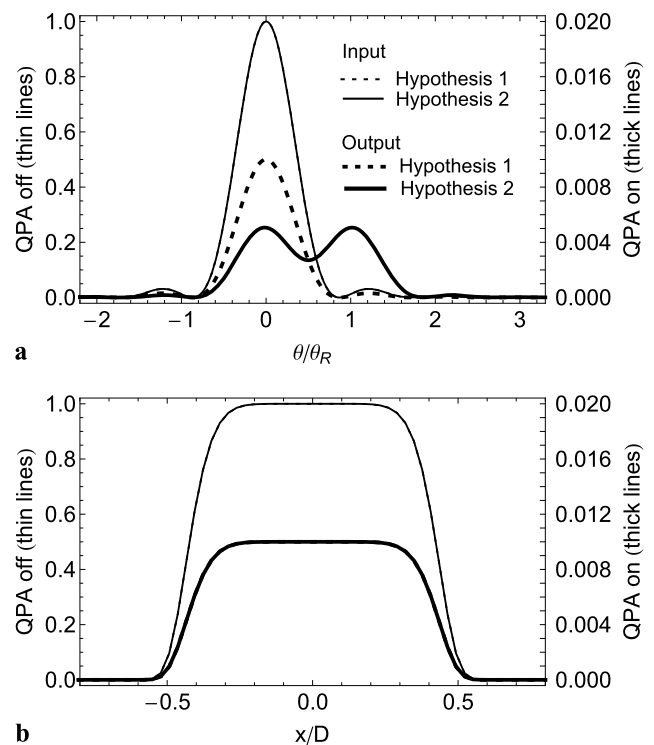 QPA off (thin lines)
1.0
0.8
0.6
0.4
0.2
0.0
Input
Hypothesis 1
Hypothesis 2
Output
Hypothesis 1
Hypothesis 2
0.020
0.016
0.012
0.008
0.004
0.000
QPA on (thick lines)
−2 −1 0 1 2 3
a
θ/θR
QPA off (thin lines)
1.0
0.8
0.6
0.4
0.2
0.0
0.020
0.016
0.012
0.008
0.004
0.000
QPA on (thick lines)
−0.5 0.0 0.5
b
x/D